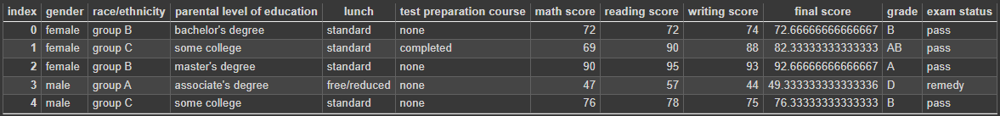 index gender race/ethnicity parental level of education lunch test preparation course math score reading score writing score final score grade exam status
0 female group B bachelor's degree standard none 72 72 74 72.66666666666667 B pass
1 female group C some college standard completed 69 90 88 82.33333333333333 AB pass
2 female group B master's degree standard none 90 95 93 92.66666666666667 A pass
3 male group A associate's degree free/reduced none 47 57 44 49.333333333333336 D remedy
4 male group C some college standard none 76 78 75 76.33333333333333 B pass